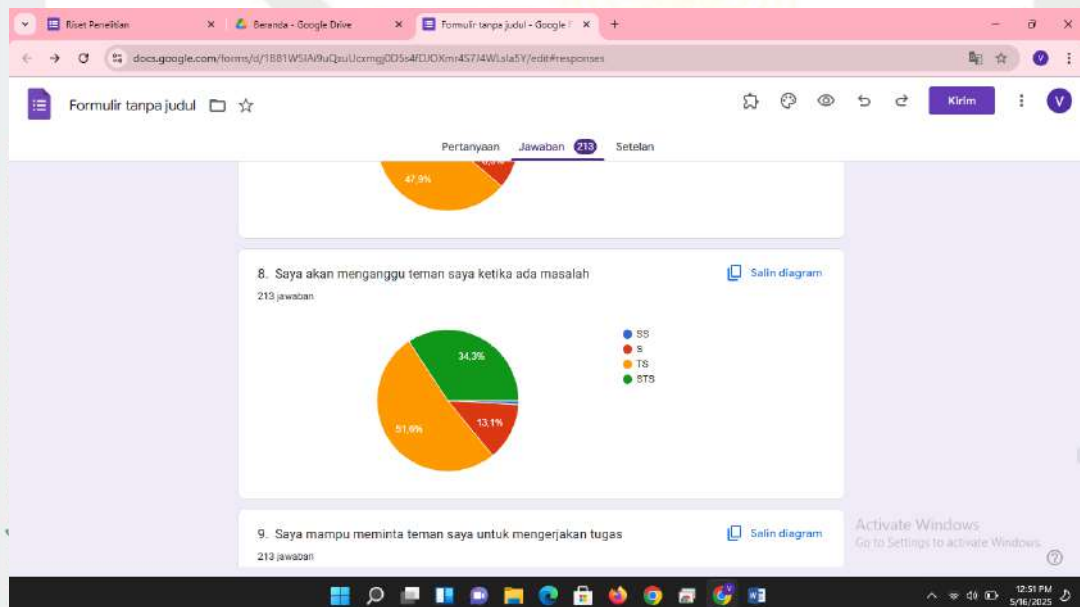 Riset Penelitian
Beranda - Google Drive
Formulir tanpa judul - Google F
Formulir tanpa judul
Kirim
V
Pertanyaan Jawaban 213 Setelan
47,9%
8. Saya akan menganggu teman saya ketika ada masalah
Salin diagram
213 jawaban
SS
S
TS
STS
34,3%
51,6%
13,1%
9. Saya mampu meminta teman saya untuk mengerjakan tugas
Salin diagram
213 jawaban
Activate Windows
Go to Settings to activate Windows.
12:51 PM
5/16/2025